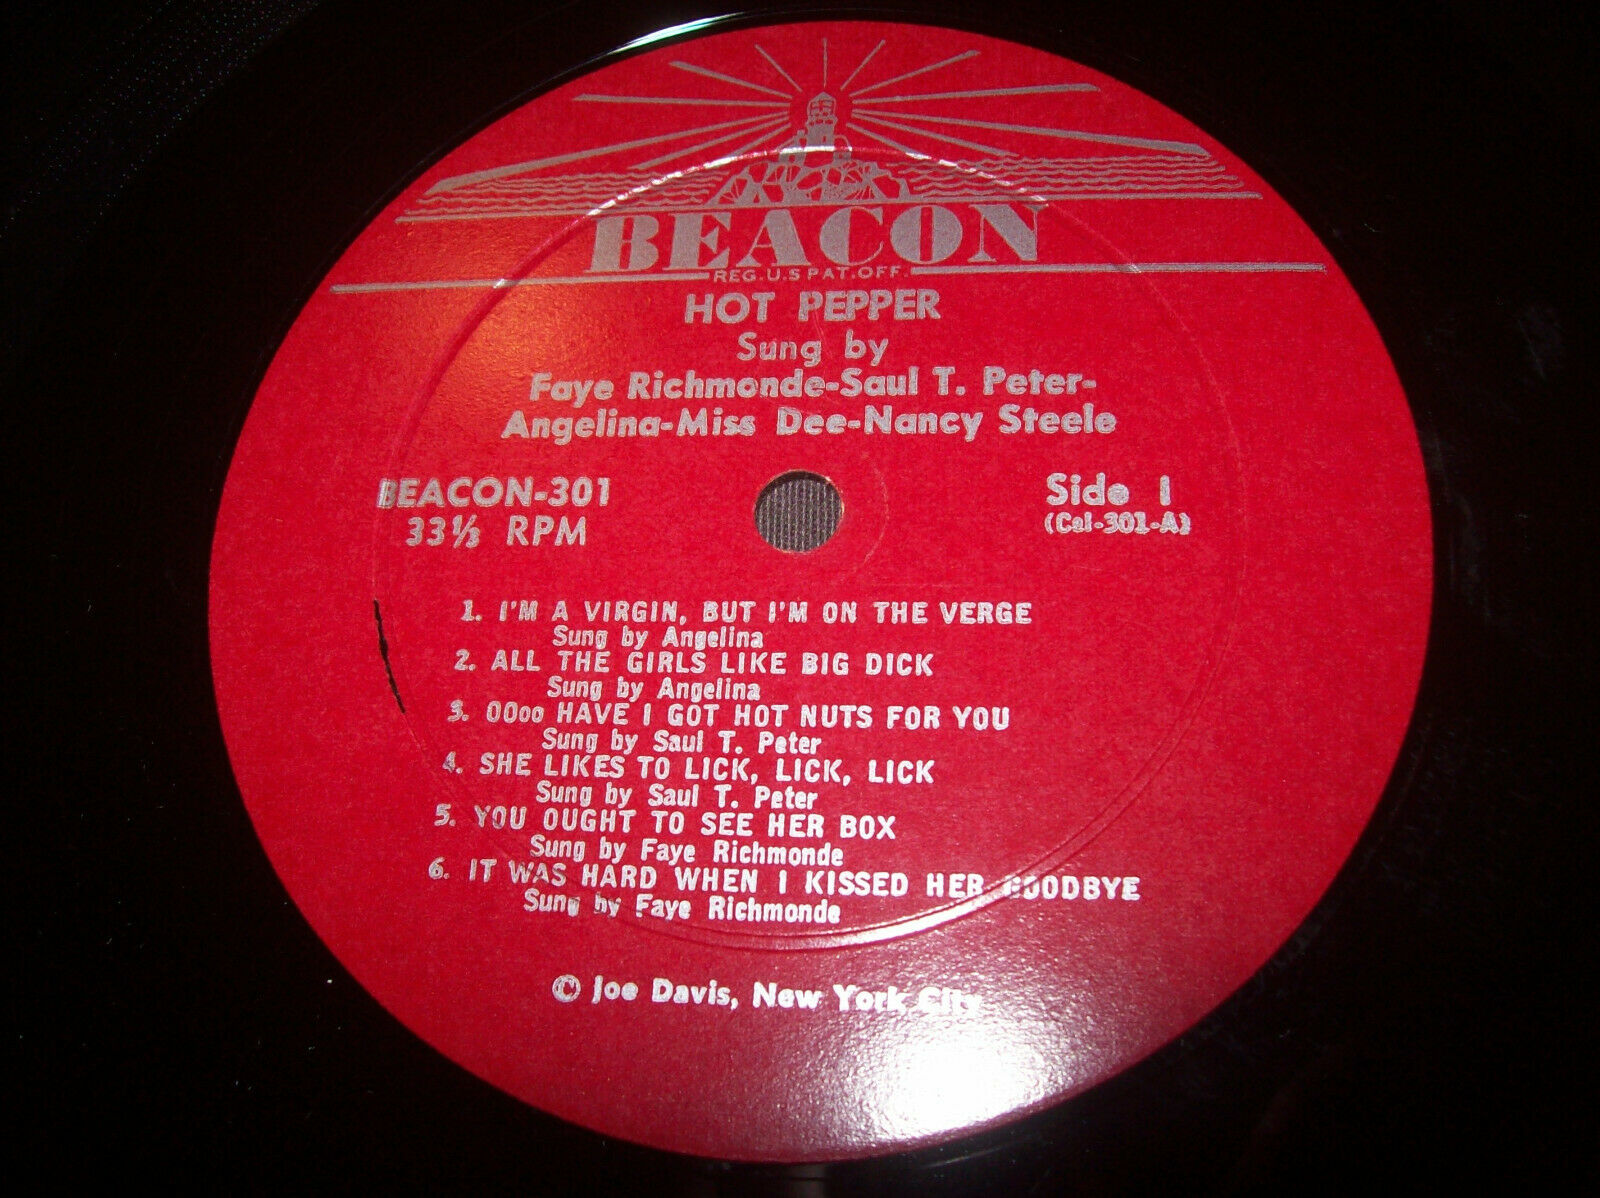 BEACON
REG. U.S PAT. OFF.
HOT PEPPER
Sung by
Faye Richmonde-Saul T. Peter-
Angelina-Miss Dee-Nancy Steele
BEACON-301
33⅓ RPM
Side 1
(Cal-301-A)
1. I'M A VIRGIN, BUT I'M ON THE VERGE
Sung by Angelina
2. ALL THE GIRLS LIKE BIG DICK
Sung by Angelina
3. OOoo HAVE I GOT HOT NUTS FOR YOU
Sung by Saul T. Peter
4. SHE LIKES TO LICK, LICK, LICK
Sung by Saul T. Peter
5. YOU OUGHT TO SEE HER BOX
Sung by Faye Richmonde
6. IT WAS HARD WHEN I KISSED HER GOODBYE
Sung by Faye Richmonde
© Joe Davis, New York City